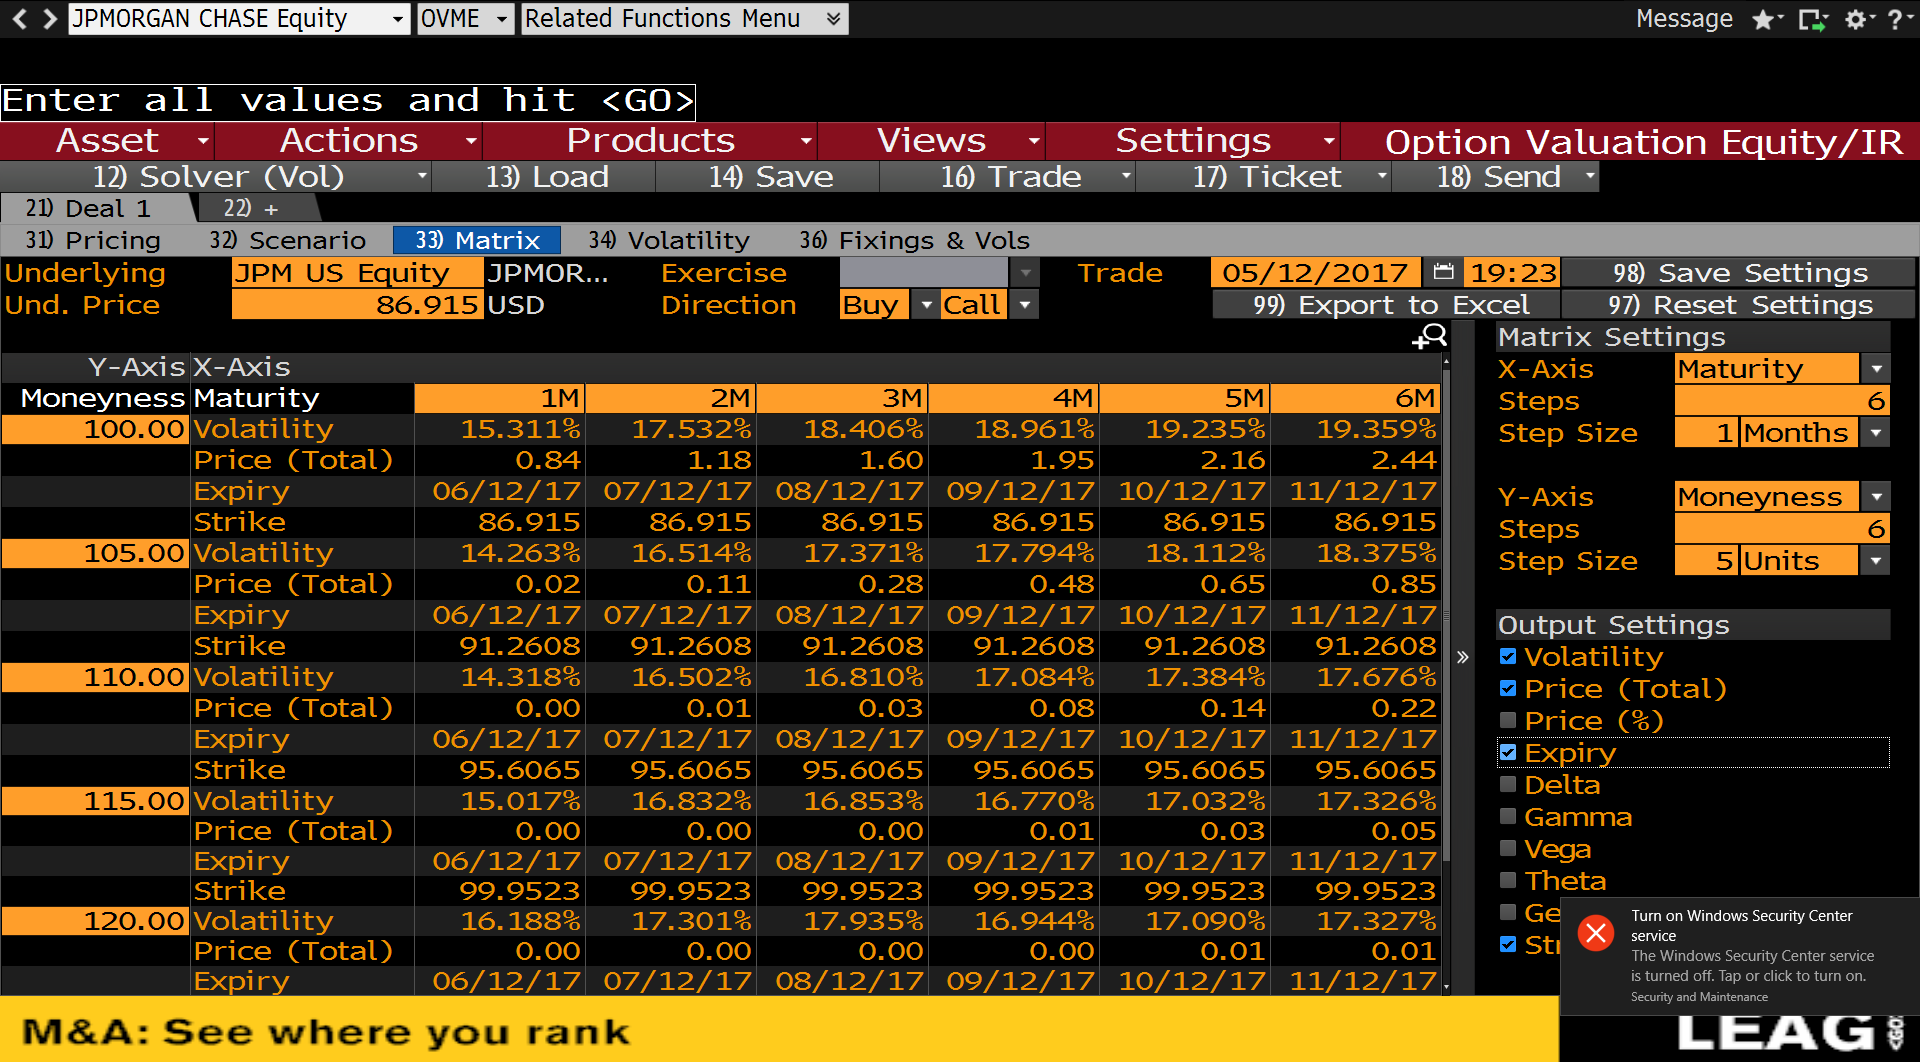 JPMORGAN CHASE Equity OVME Related Functions Menu Message ?
Enter all values and hit <GO>
Asset Actions Products Views Settings Option Valuation Equity/IR
12) Solver (Vol) 13) Load 14) Save 16) Trade 17) Ticket 18) Send
21) Deal 1 22) +
31) Pricing 32) Scenario 33) Matrix 34) Volatility 36) Fixings & Vols
Underlying JPM US Equity JPMOR... Exercise Trade 05/12/2017 19:23 98) Save Settings
Und. Price 86.915 USD Direction Buy Call 99) Export to Excel 97) Reset Settings
Matrix Settings
Y-Axis X-Axis
X-Axis Maturity
Moneyness Maturity 1M 2M 3M 4M 5M 6M
Steps 6
100.00 Volatility 15.311% 17.532% 18.406% 18.961% 19.235% 19.359%
Step Size 1 Months
Price (Total) 0.84 1.18 1.60 1.95 2.16 2.44
Expiry 06/12/17 07/12/17 08/12/17 09/12/17 10/12/17 11/12/17
Y-Axis Moneyness
Strike 86.915 86.915 86.915 86.915 86.915 86.915
Steps 6
105.00 Volatility 14.263% 16.514% 17.371% 17.794% 18.112% 18.375%
Step Size 5 Units
Price (Total) 0.02 0.11 0.28 0.48 0.65 0.85
Expiry 06/12/17 07/12/17 08/12/17 09/12/17 10/12/17 11/12/17
Output Settings
Strike 91.2608 91.2608 91.2608 91.2608 91.2608 91.2608
Volatility
110.00 Volatility 14.318% 16.502% 16.810% 17.084% 17.384% 17.676%
Price (Total)
Price (Total) 0.00 0.01 0.03 0.08 0.14 0.22
Price (%)
Expiry 06/12/17 07/12/17 08/12/17 09/12/17 10/12/17 11/12/17
Expiry
Strike 95.6065 95.6065 95.6065 95.6065 95.6065 95.6065
Delta
115.00 Volatility 15.017% 16.832% 16.853% 16.770% 17.032% 17.326%
Gamma
Price (Total) 0.00 0.00 0.00 0.01 0.03 0.05
Vega
Expiry 06/12/17 07/12/17 08/12/17 09/12/17 10/12/17 11/12/17
Theta
Strike 99.9523 99.9523 99.9523 99.9523 99.9523 99.9523
Ge
120.00 Volatility 16.188% 17.301% 17.935% 16.944% 17.090% 17.327%
Str
Price (Total) 0.00 0.00 0.00 0.00 0.01 0.01
Expiry 06/12/17 07/12/17 08/12/17 09/12/17 10/12/17 11/12/17
Turn on Windows Security Center
service
The Windows Security Center service
is turned off. Tap or click to turn on.
Security and Maintenance
M&A: See where you rank
LEAG <GO>